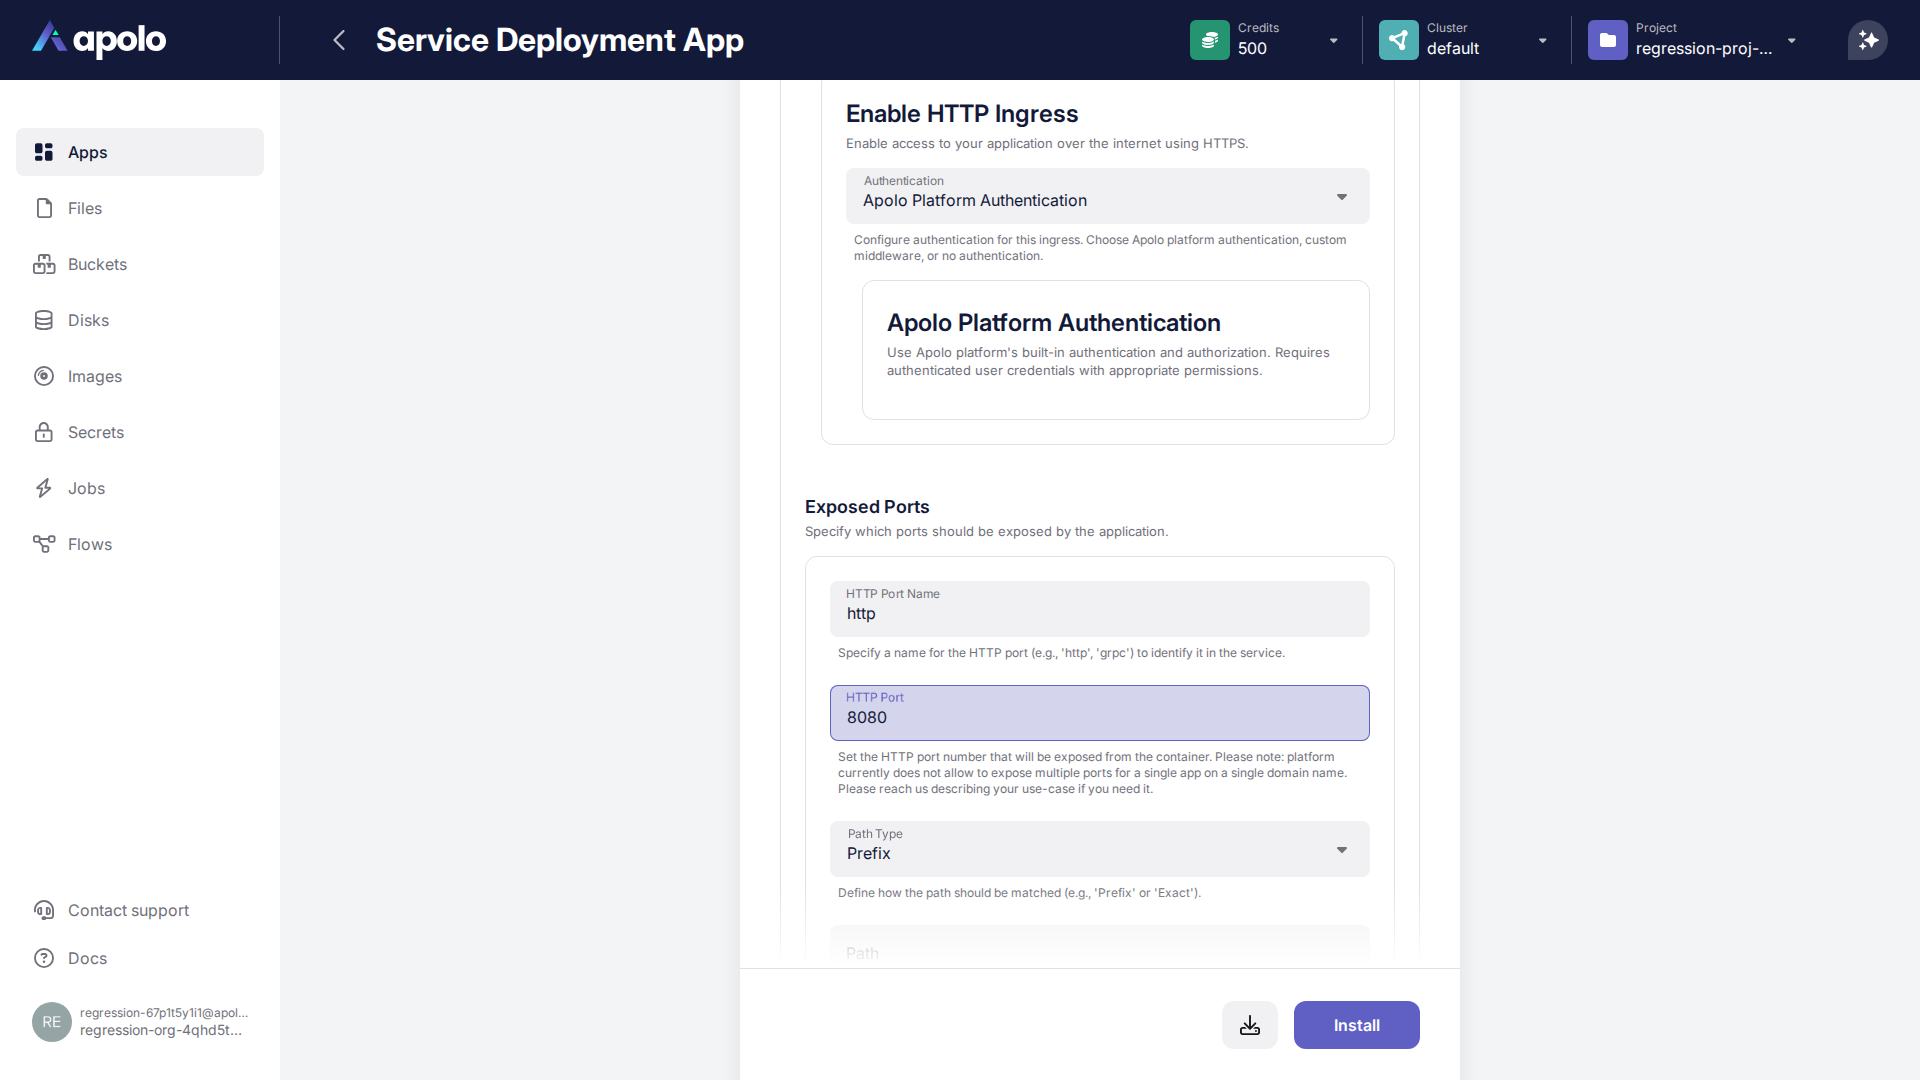 apolo
Service Deployment App
Credits
500
Cluster
default
Project
regression-proj-...
Apps
Files
Buckets
Disks
Images
Secrets
Jobs
Flows
Contact support
Docs
RE
regression-67p1t5y1i1@apol...
regression-org-4qhd5t...
Enable HTTP Ingress
Enable access to your application over the internet using HTTPS.
Authentication
Apolo Platform Authentication
Configure authentication for this ingress. Choose Apolo platform authentication, custom
middleware, or no authentication.
Apolo Platform Authentication
Use Apolo platform's built-in authentication and authorization. Requires
authenticated user credentials with appropriate permissions.
Exposed Ports
Specify which ports should be exposed by the application.
HTTP Port Name
http
Specify a name for the HTTP port (e.g., 'http', 'grpc') to identify it in the service.
HTTP Port
8080
Set the HTTP port number that will be exposed from the container. Please note: platform
currently does not allow to expose multiple ports for a single app on a single domain name.
Please reach us describing your use-case if you need it.
Path Type
Prefix
Define how the path should be matched (e.g., 'Prefix' or 'Exact').
Path
Install